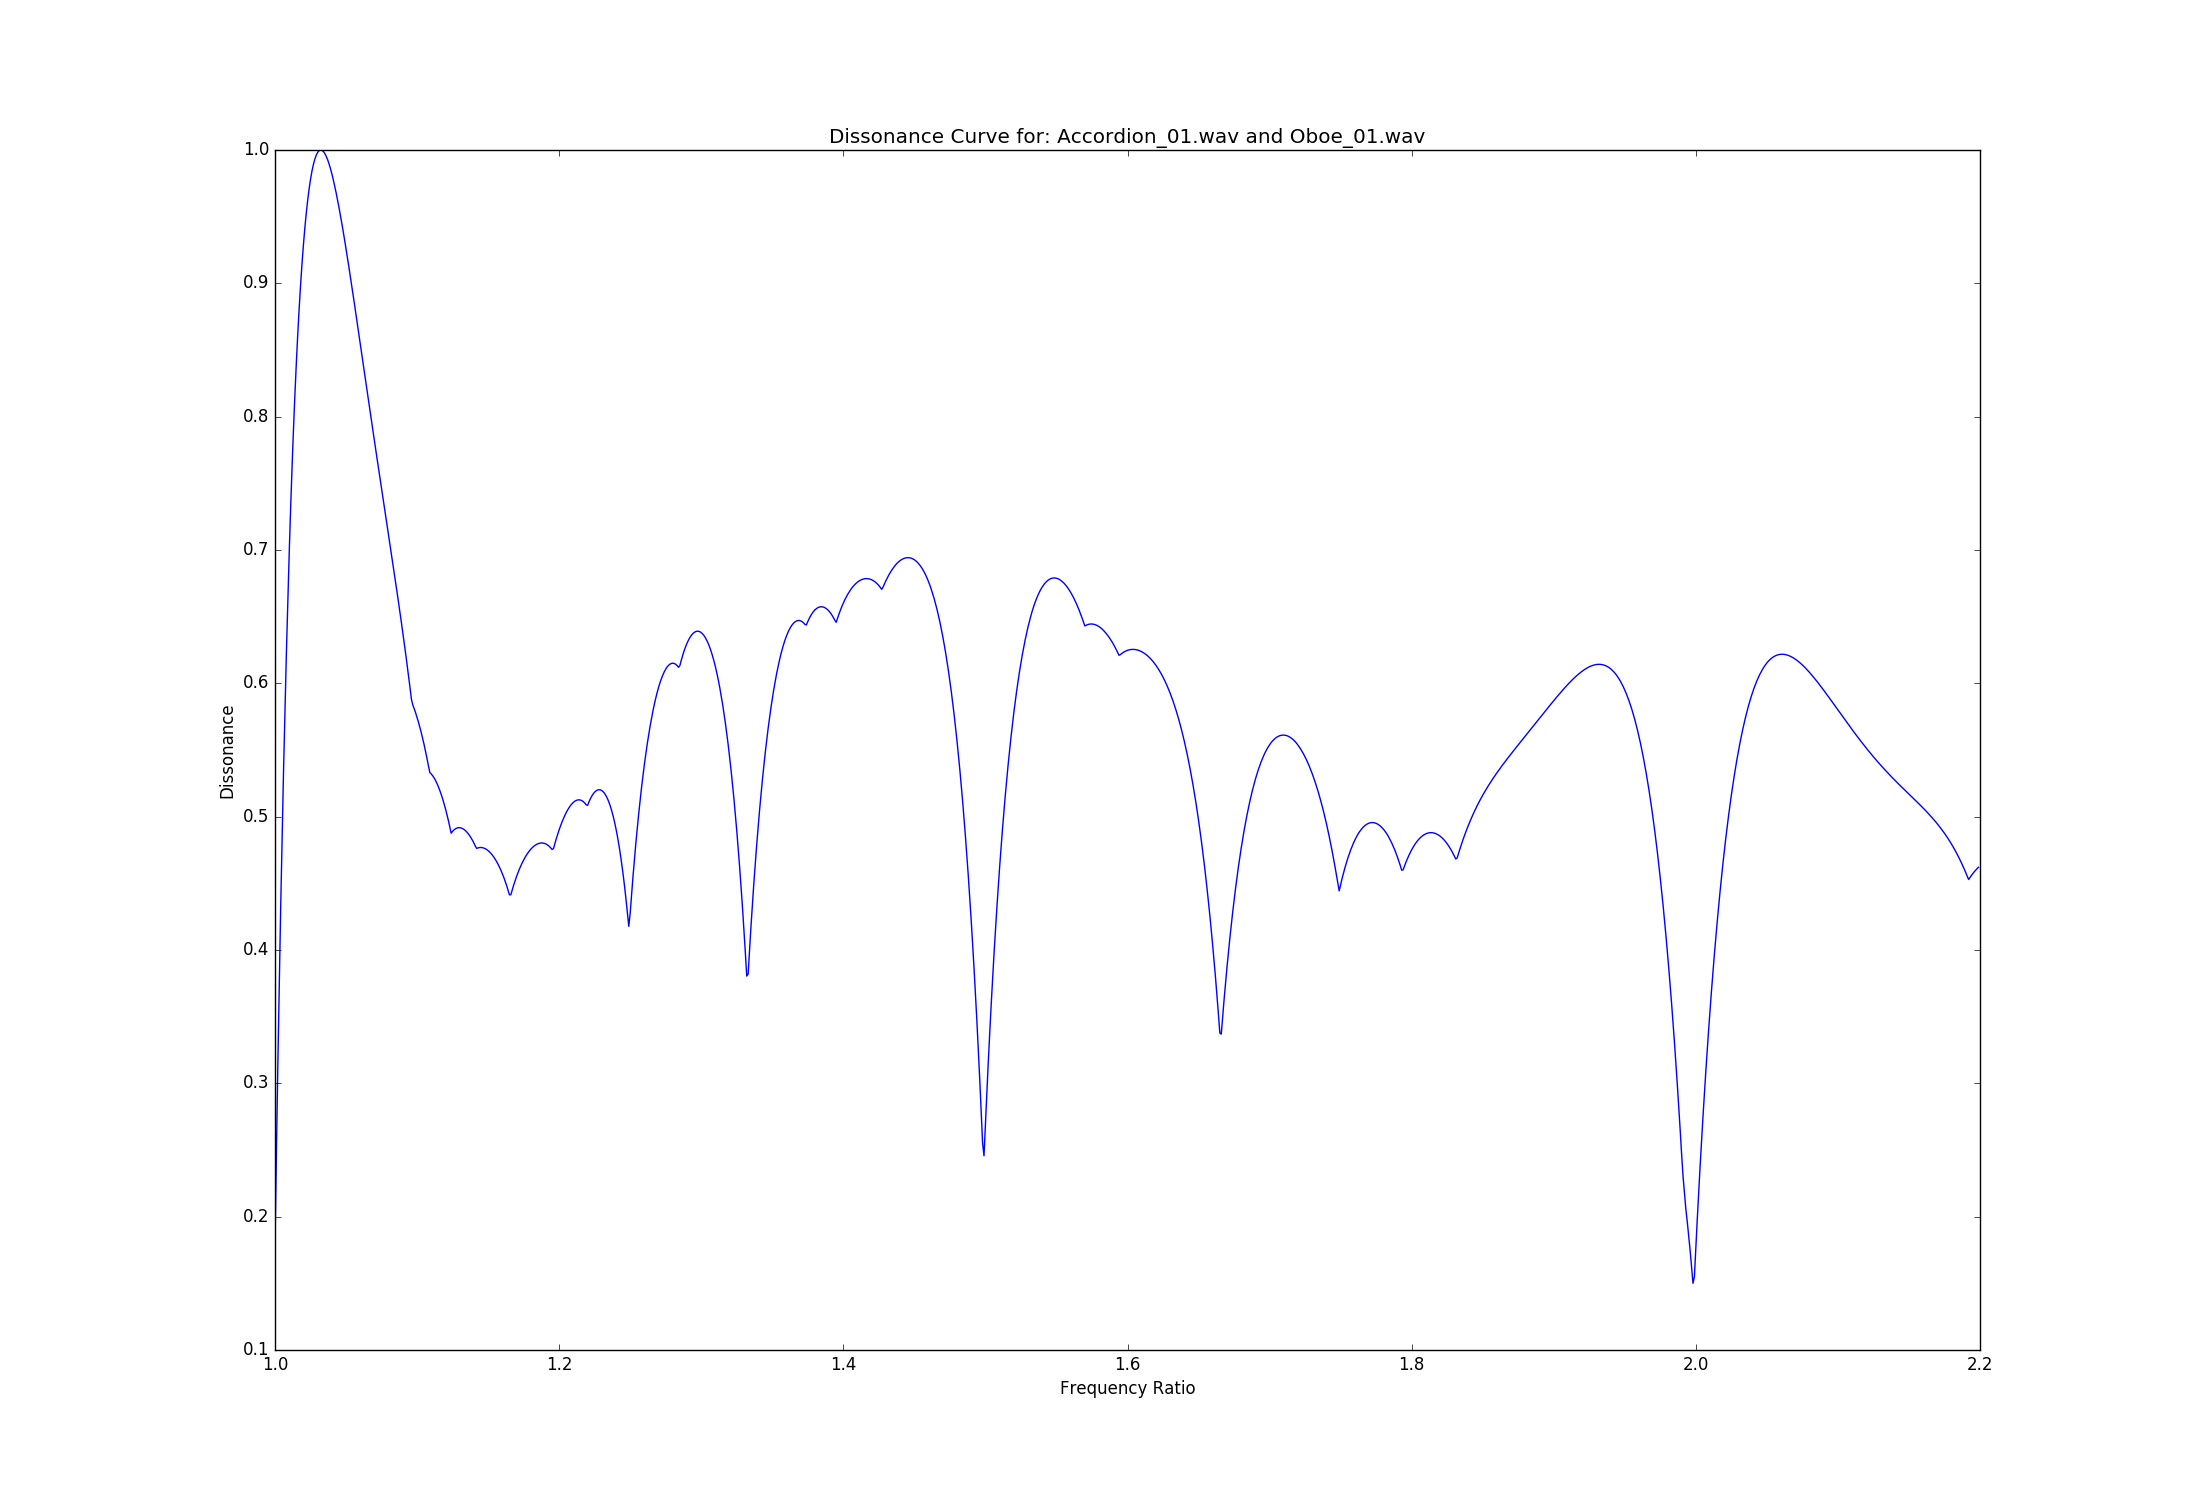 Dissonance Curve for: Accordion_01.wav and Oboe_01.wav
1.0
0.9
0.8
0.7
0.6
0.5
0.4
0.3
0.2
0.1
Dissonance
1.0 1.2 1.4 1.6 1.8 2.0 2.2
Frequency Ratio